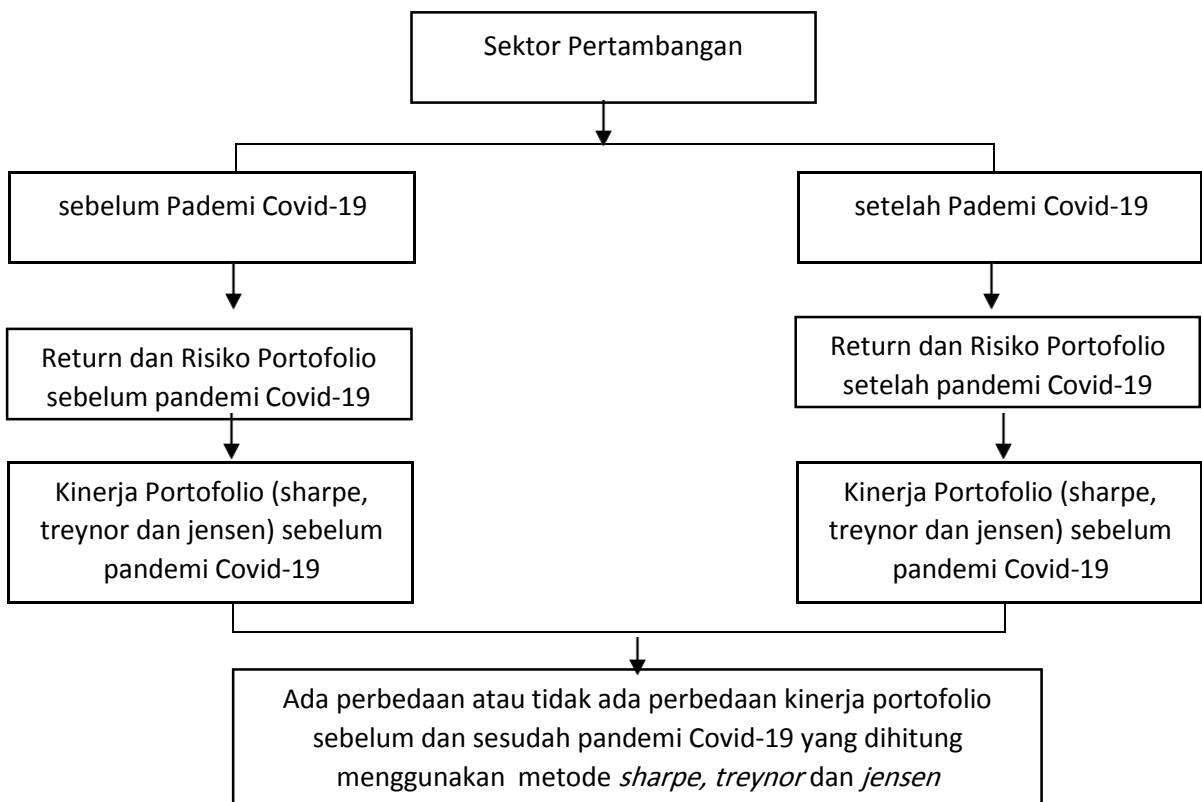 Sektor Pertambangan
sebelum Pademi Covid-19
setelah Pademi Covid-19
Return dan Risiko Portofolio
sebelum pandemi Covid-19
Return dan Risiko Portofolio
setelah pandemi Covid-19
Kinerja Portofolio (sharpe,
treynor dan jensen) sebelum
pandemi Covid-19
Kinerja Portofolio (sharpe,
treynor dan jensen) sebelum
pandemi Covid-19
Ada perbedaan atau tidak ada perbedaan kinerja portofolio
sebelum dan sesudah pandemi Covid-19 yang dihitung
menggunakan metode sharpe, treynor dan jensen